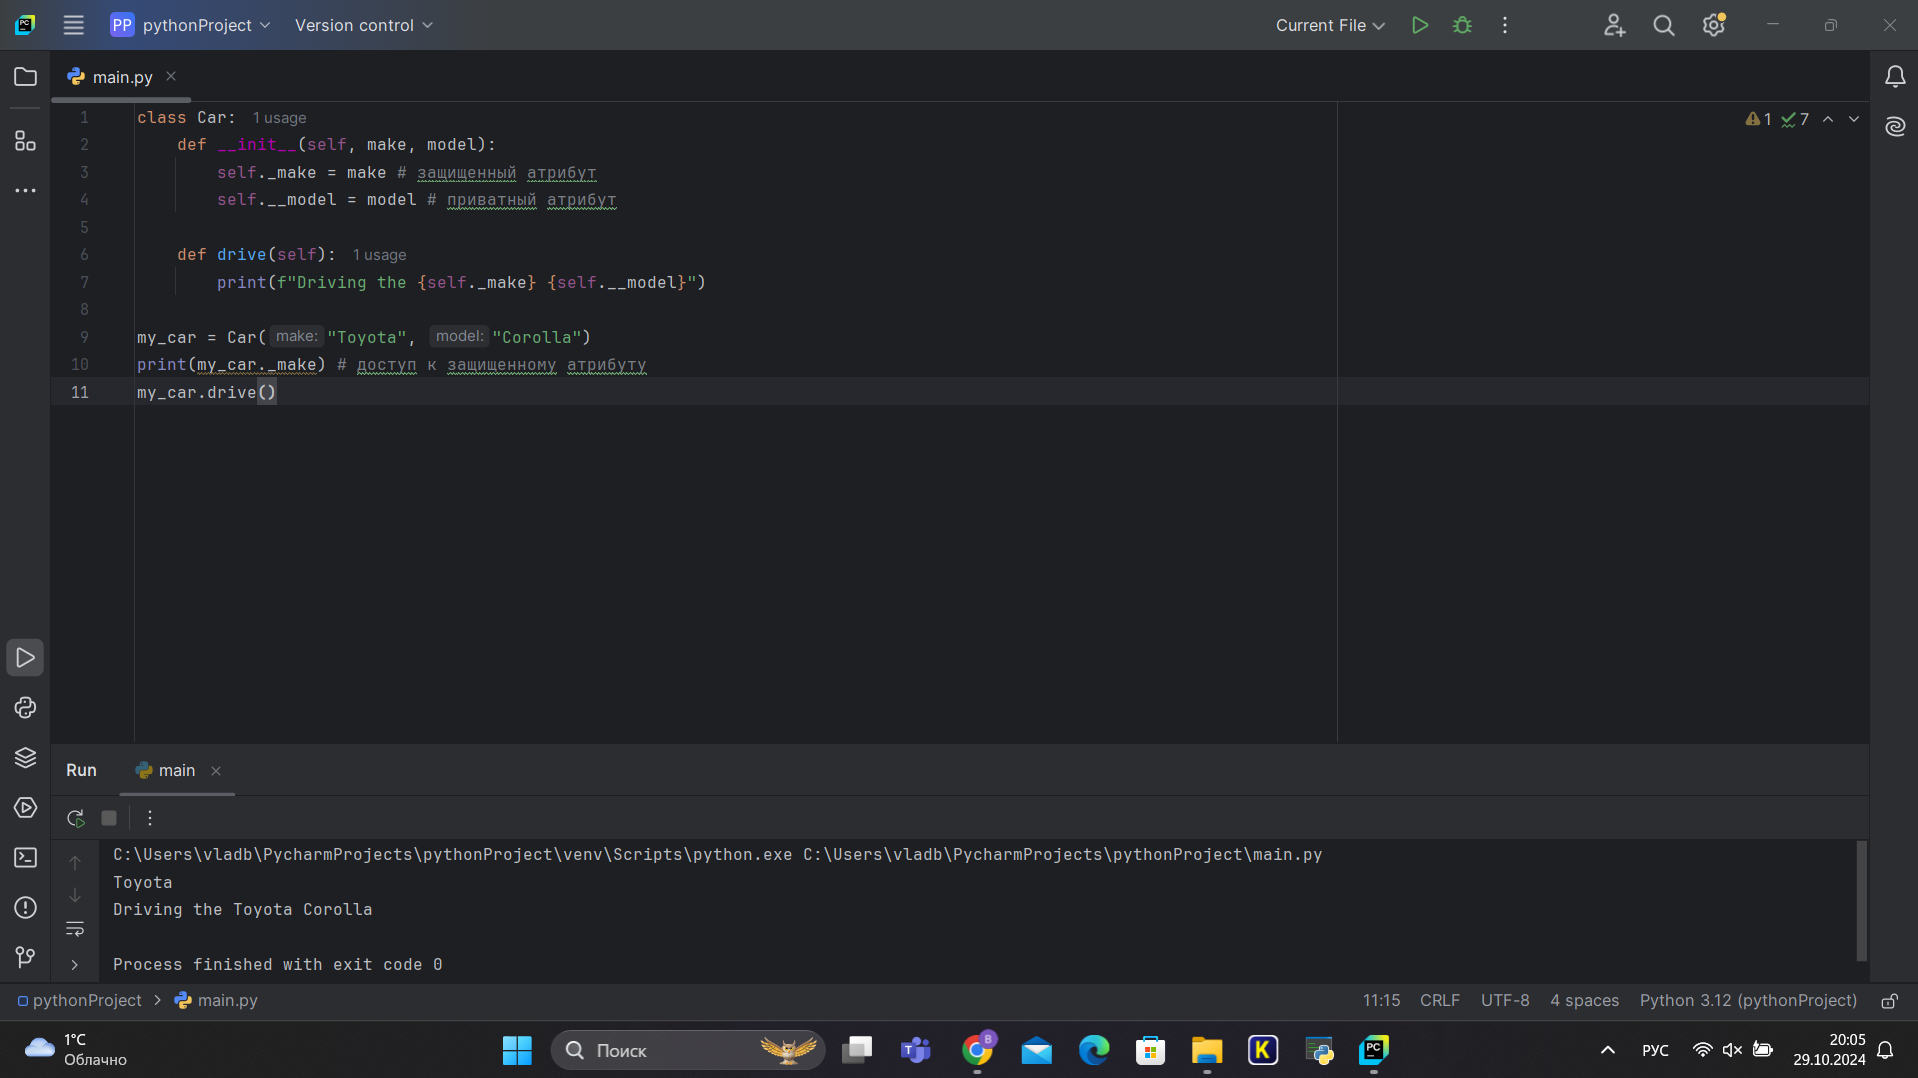 PP pythonProject Version control Current File
main.py
1 class Car: 1 usage
2 def __init__(self, make, model):
3 self._make = make # защищенный атрибут
4 self.__model = model # приватный атрибут
5
6 def drive(self): 1 usage
7 print(f"Driving the {self._make} {self.__model}")
8
9 my_car = Car( make: "Toyota", model: "Corolla")
10 print(my_car._make) # доступ к защищенному атрибуту
11 my_car.drive()
1 7
Run main
C:\Users\vladb\PycharmProjects\pythonProject\venv\Scripts\python.exe C:\Users\vladb\PycharmProjects\pythonProject\main.py
Toyota
Driving the Toyota Corolla
Process finished with exit code 0
pythonProject > main.py 11:15 CRLF UTF-8 4 spaces Python 3.12 (pythonProject)
1°C
Облачно
Поиск
РУС
20:05
29.10.2024